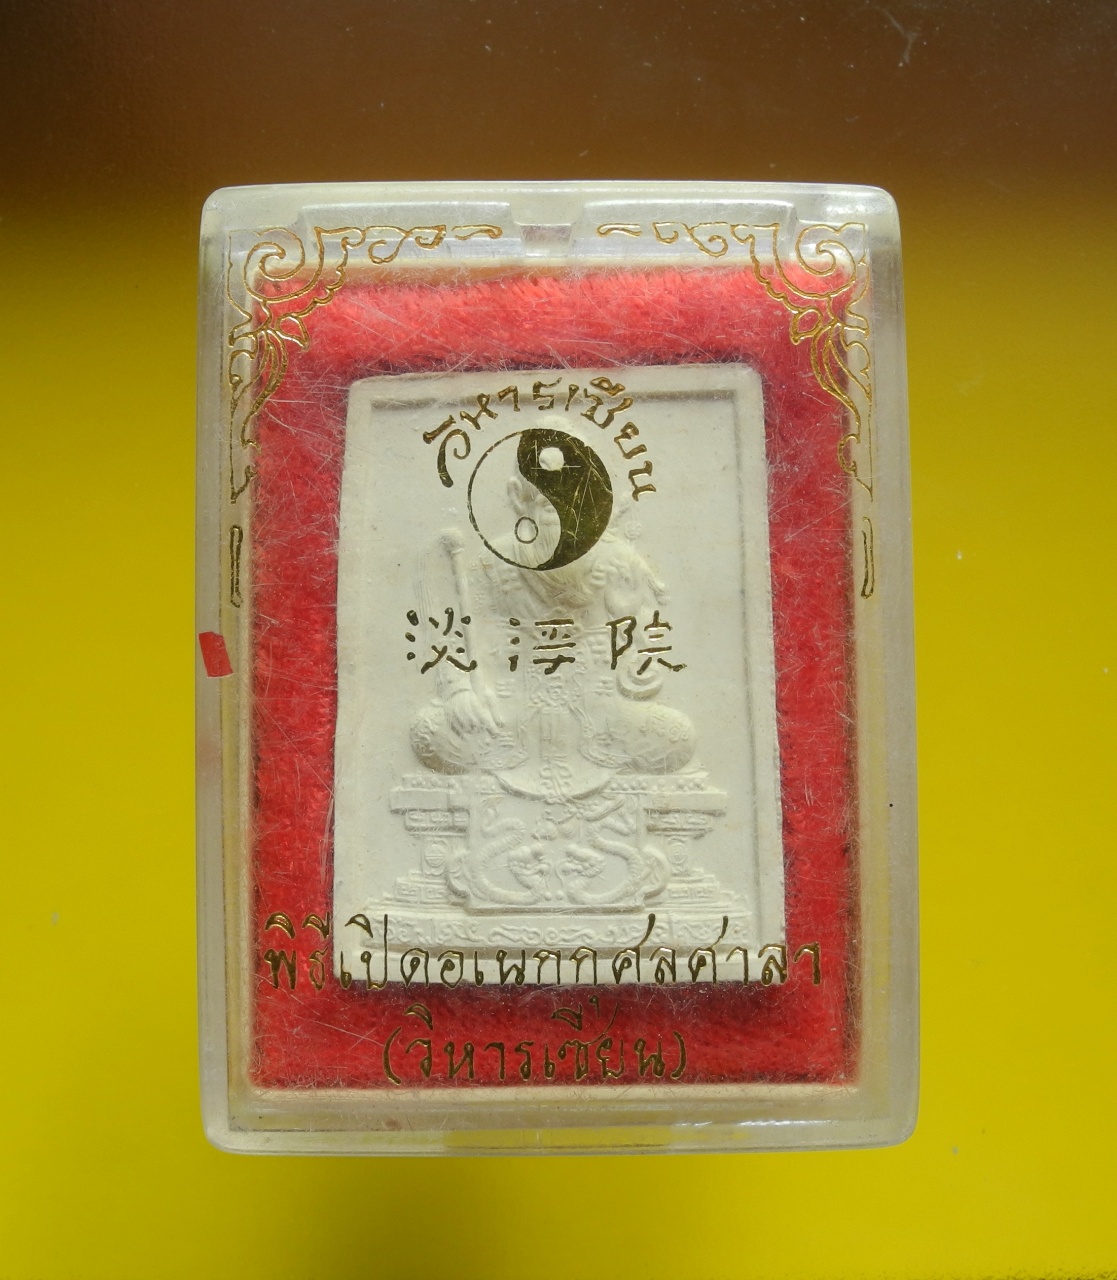 วิหารเซียน
淡浮院
พิธีเปิดอเนกกุศลศาลา
(วิหารเซียน)